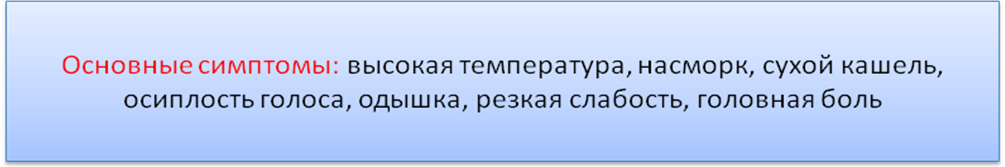 Основные симптомы: высокая температура, насморк, сухой кашель,
осиплость голоса, одышка, резкая слабость, головная боль